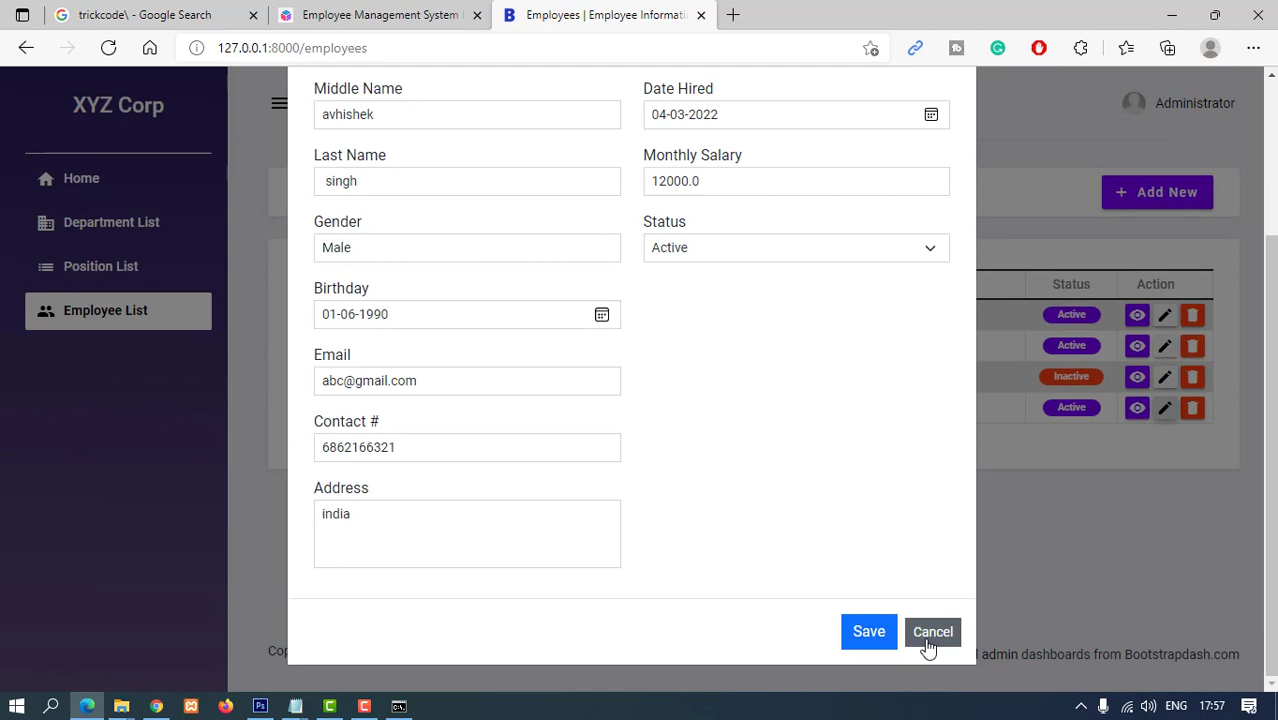 trickcode\ - Google Search
Employee Management System
Employees | Employee Informati
127.0.0.1:8000/employees
XYZ Corp
Home
Department List
Position List
Employee List
Administrator
+ Add New
Status
Action
Active
Active
Inactive
Active
Middle Name
avhishek
Last Name
singh
Gender
Male
Birthday
01-06-1990
Email
abc@gmail.com
Contact #
6862166321
Address
india
Date Hired
04-03-2022
Monthly Salary
12000.0
Status
Active
Save
Cancel
admin dashboards from Bootstrapdash.com
ENG
17:57